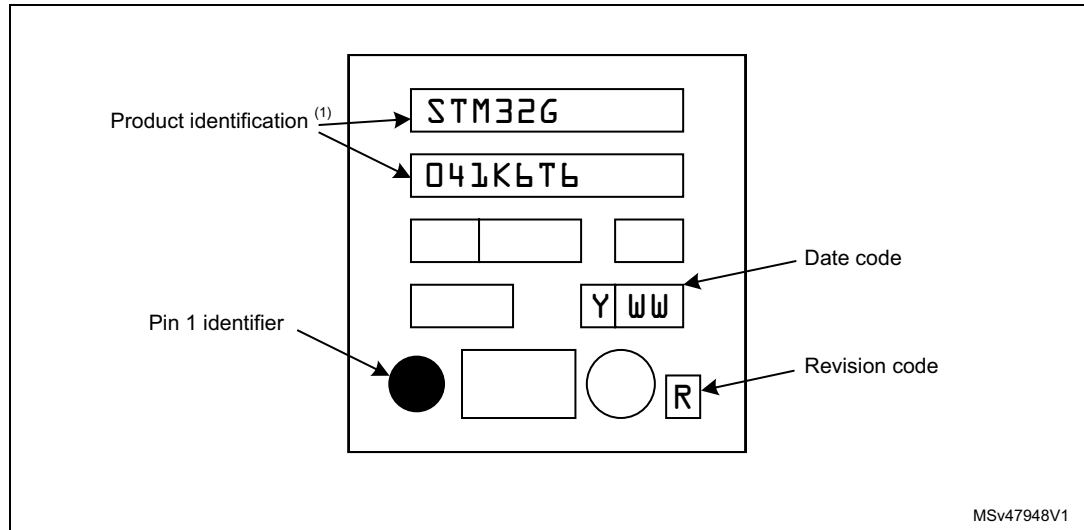 STM32G
Product identification (1)
041K6T6
Date code
Y WW
Pin 1 identifier
Revision code
R
MSv47948V1